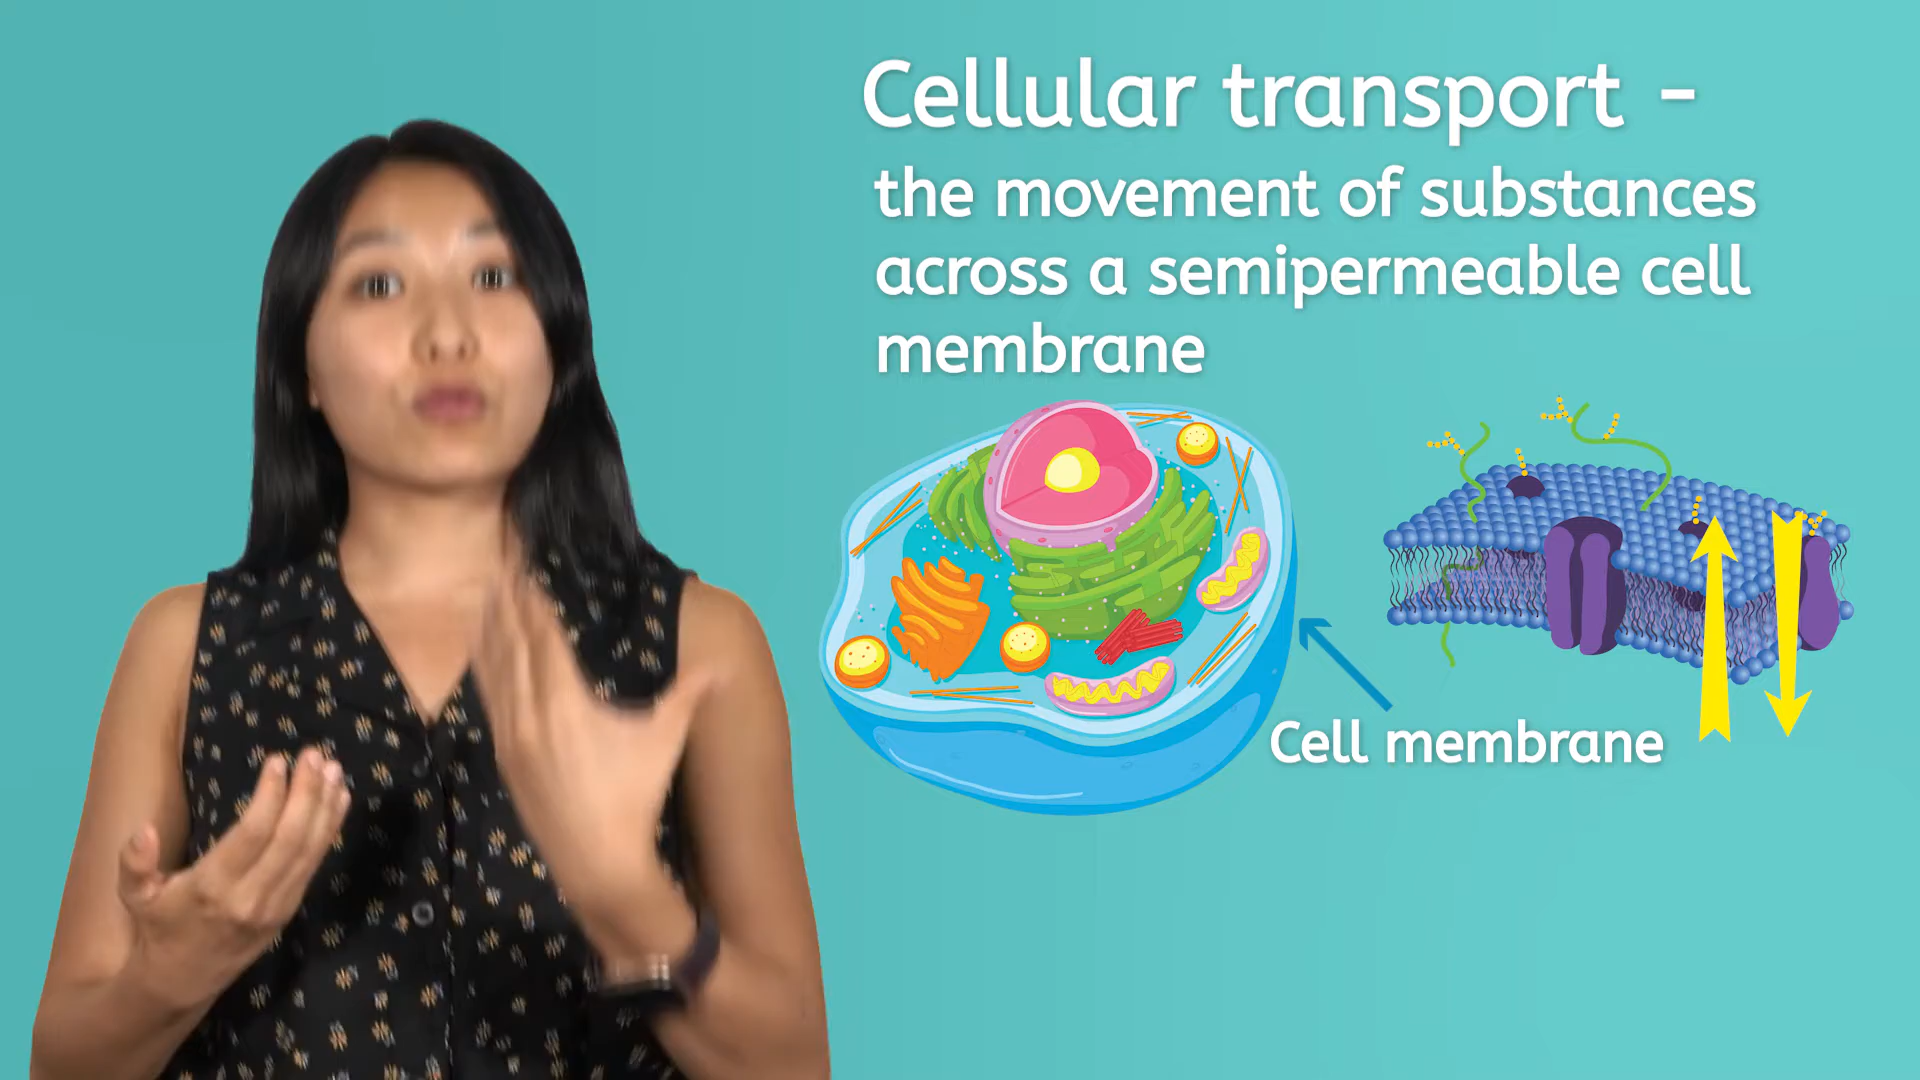 Cellular transport -
the movement of substances
across a semipermeable cell
membrane
Cell membrane